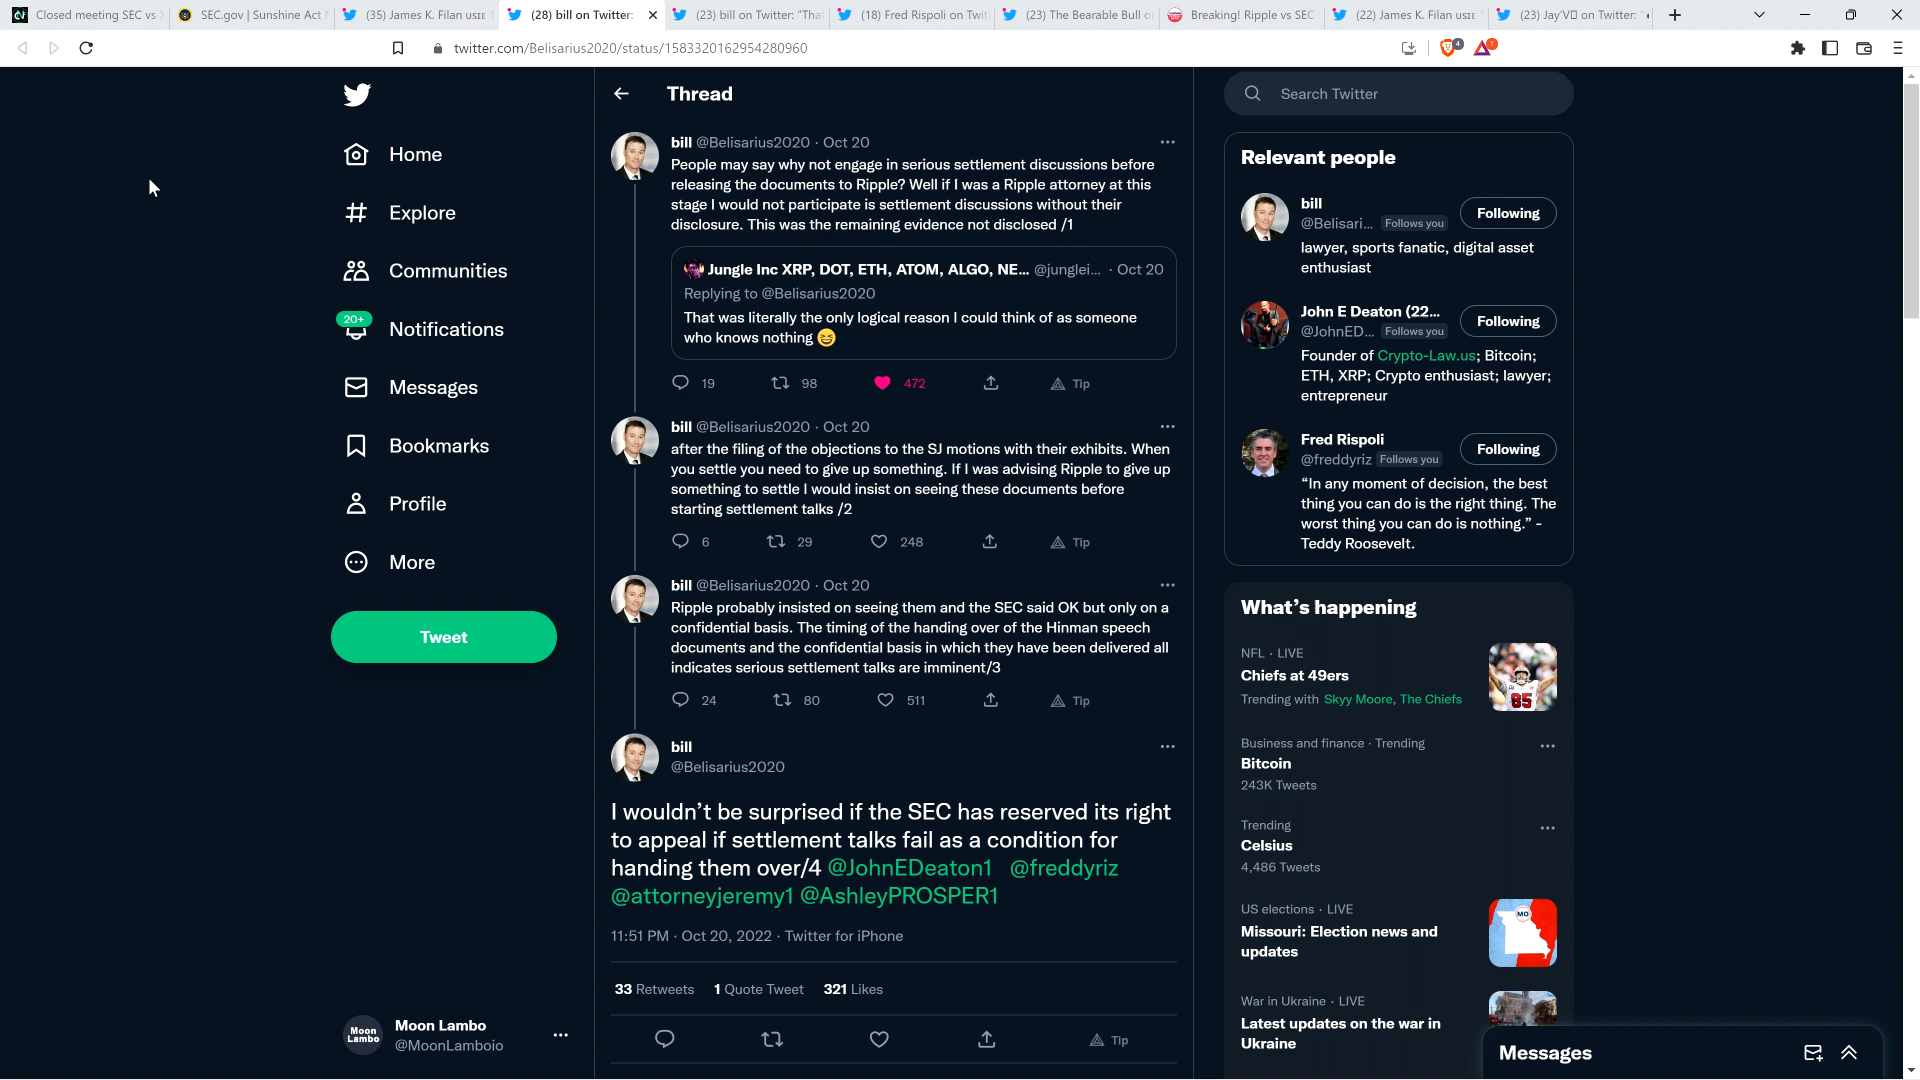 Closed meeting SEC vs
SEC.gov | Sunshine Act
(35) James K. Filan
(28) bill on Twitter:
(23) bill on Twitter: "Tha
(18) Fred Rispoli on Twit
(23) The Bearable Bull o
Breaking! Ripple vs SEC
(22) James K. Filan
(23) Jay'V on Twitter: "
twitter.com/Belisarius2020/status/1583320162954280960
4
1
Home
Explore
Communities
20+
Notifications
Messages
Bookmarks
Profile
More
Tweet
Moon Lambo
Moon Lambo
@MoonLamboio
Thread
bill @Belisarius2020 · Oct 20
People may say why not engage in serious settlement discussions before
releasing the documents to Ripple? Well if I was a Ripple attorney at this
stage I would not participate is settlement discussions without their
disclosure. This was the remaining evidence not disclosed /1
Jungle Inc XRP, DOT, ETH, ATOM, ALGO, NE... @junglei... · Oct 20
Replying to @Belisarius2020
That was literally the only logical reason I could think of as someone
who knows nothing 😆
19 98 472 Tip
bill @Belisarius2020 · Oct 20
after the filing of the objections to the SJ motions with their exhibits. When
you settle you need to give up something. If I was advising Ripple to give up
something to settle I would insist on seeing these documents before
starting settlement talks /2
6 29 248 Tip
bill @Belisarius2020 · Oct 20
Ripple probably insisted on seeing them and the SEC said OK but only on a
confidential basis. The timing of the handing over of the Hinman speech
documents and the confidential basis in which they have been delivered all
indicates serious settlement talks are imminent/3
24 80 511 Tip
bill
@Belisarius2020
I wouldn't be surprised if the SEC has reserved its right
to appeal if settlement talks fail as a condition for
handing them over/4 @JohnEDeaton1 @freddyriz
@attorneyjeremy1 @AshleyPROSPER1
11:51 PM · Oct 20, 2022 · Twitter for iPhone
33 Retweets 1 Quote Tweet 321 Likes
Tip
Search Twitter
Relevant people
bill
@Belisari... Follows you
Following
lawyer, sports fanatic, digital asset
enthusiast
John E Deaton (22...
@JohnED... Follows you
Following
Founder of Crypto-Law.us; Bitcoin;
ETH, XRP; Crypto enthusiast; lawyer;
entrepreneur
Fred Rispoli
@freddyriz Follows you
Following
“In any moment of decision, the best
thing you can do is the right thing. The
worst thing you can do is nothing.” -
Teddy Roosevelt.
What's happening
NFL · LIVE
Chiefs at 49ers
Trending with Skyy Moore, The Chiefs
85
Business and finance · Trending
Bitcoin
243K Tweets
Trending
Celsius
4,486 Tweets
US elections · LIVE
Missouri: Election news and
updates
MO
War in Ukraine · LIVE
Latest updates on the war in
Ukraine
Messages